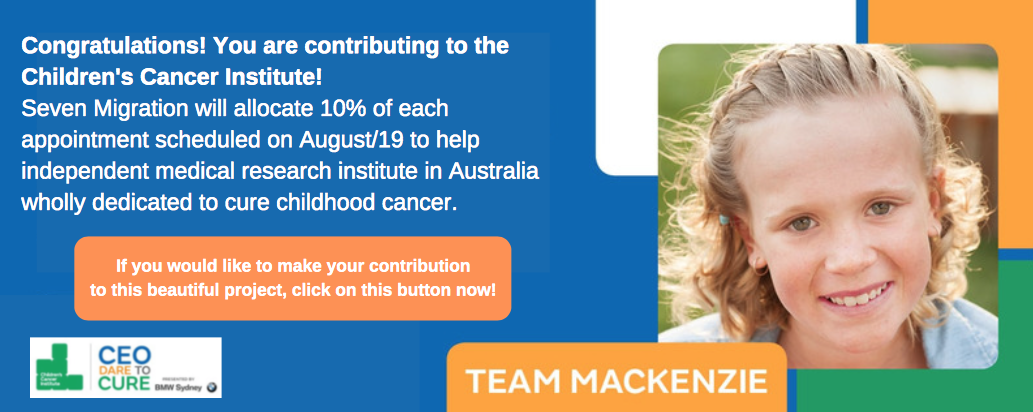 Congratulations! You are contributing to the
Children's Cancer Institute!
Seven Migration will allocate 10% of each
appointment scheduled on August/19 to help
independent medical research institute in Australia
wholly dedicated to cure childhood cancer.
If you would like to make your contribution
to this beautiful project, click on this button now!
Children's
Cancer
Institute
CEO
DARE TO
CURE
PRESENTED BY
BMW Sydney
TEAM MACKENZIE